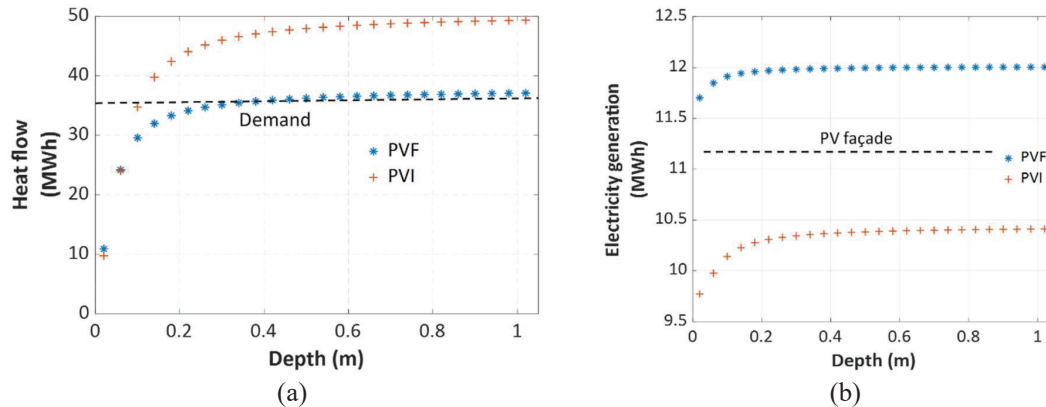 50
40
30
20
10
0
Heat flow
(MWh)
Demand
PVF
PVI
0 0.2 0.4 0.6 0.8 1
Depth (m)
(a)
12.5
12
11.5
11
10.5
10
9.5
Electricity generation
(MWh)
PV façade
PVF
PVI
0 0.2 0.4 0.6 0.8 1
Depth (m)
(b)